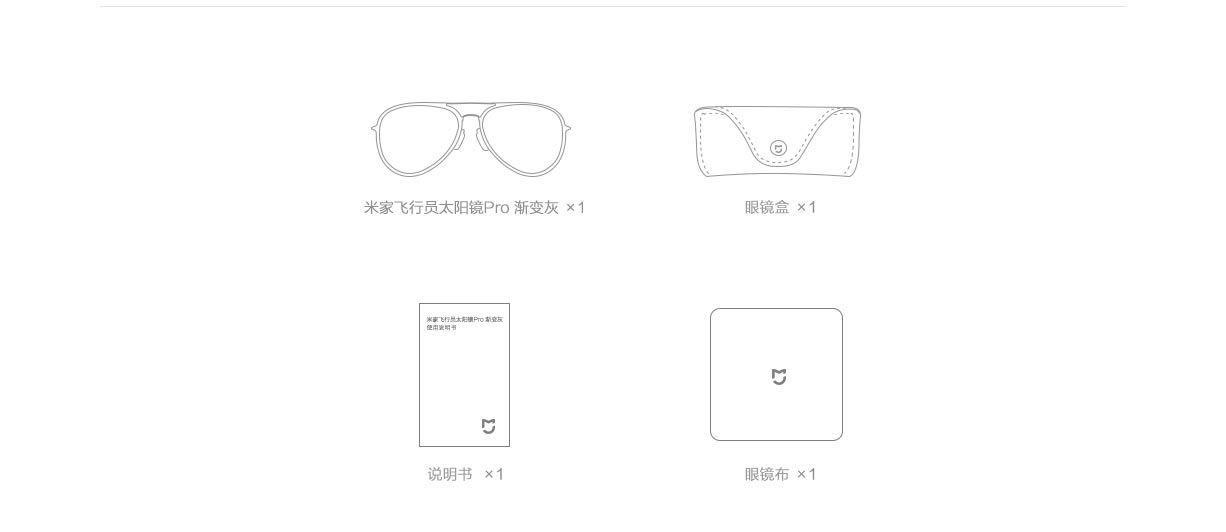 米家飞行员太阳镜Pro 渐变灰 ×1
眼镜盒 ×1
米家飞行员太阳镜Pro 渐变灰
使用说明书
说明书 ×1
眼镜布 ×1